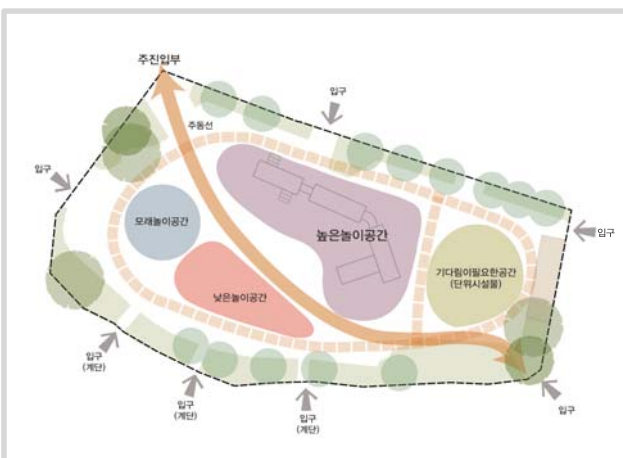 주진입부
입구
주동선
입구
모래놀이공간
높은놀이공간
입구
기다림이필요한공간
(단위시설물)
낮은놀이공간
입구
(계단)
입구
(계단)
입구
(계단)
입구